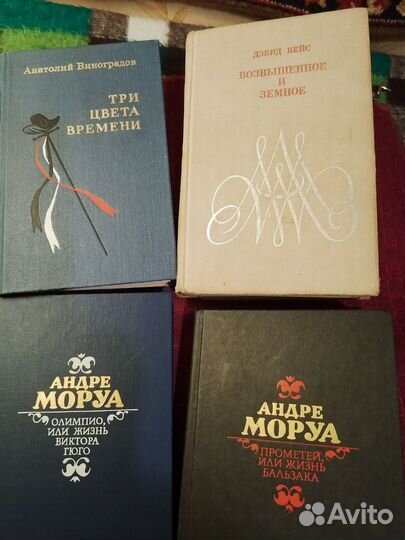 Анатолий Виноградов
ТРИ
ЦВЕТА
ВРЕМЕНИ
ДЭВИД ВЕЙС
ВОЗВЫШЕННОЕ
И
ЗЕМНОЕ
АНДРЕ
МОРУА
ОЛИМПИО,
ИЛИ ЖИЗНЬ
ВИКТОРА
ГЮГО
АНДРЕ
МОРУА
ПРОМЕТЕЙ,
ИЛИ ЖИЗНЬ
БАЛЬЗАКА
Avito